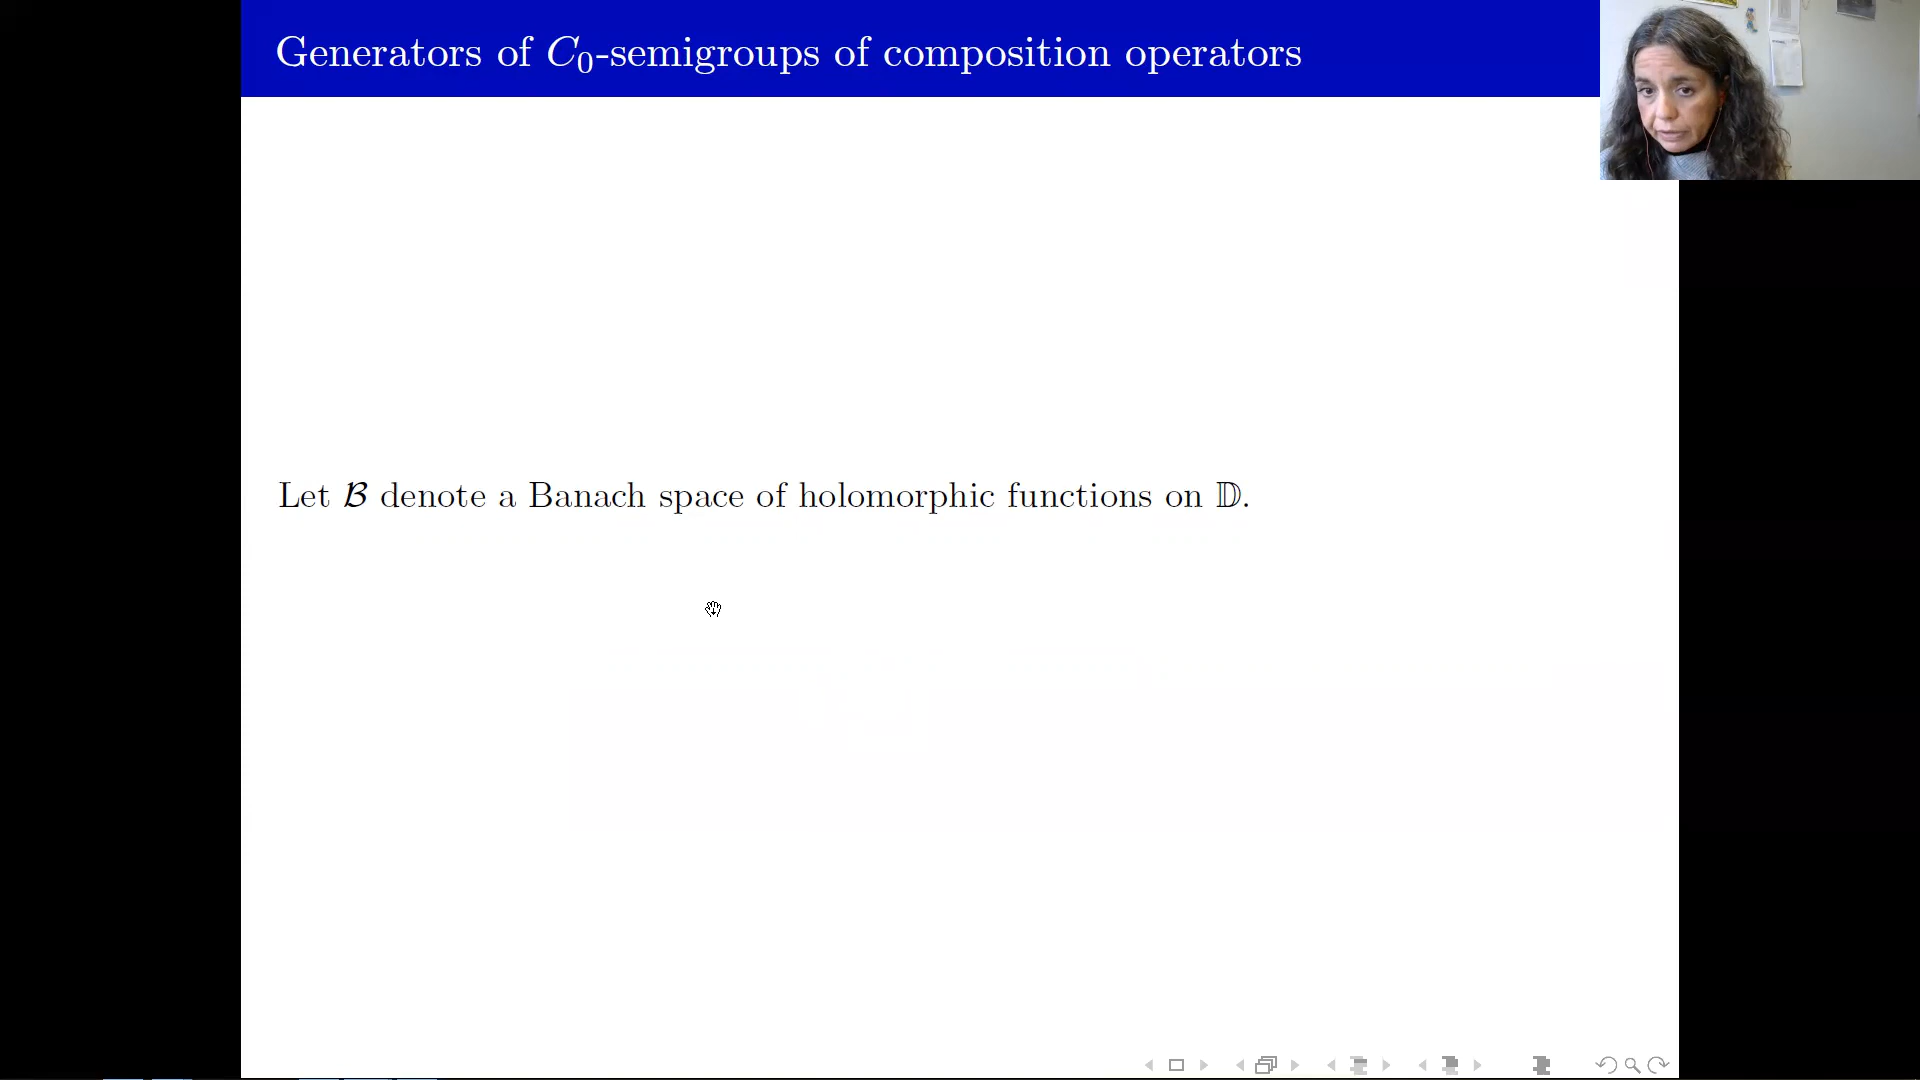 Generators of C₀-semigroups of composition operators
Let ℬ denote a Banach space of holomorphic functions on 𝔻.